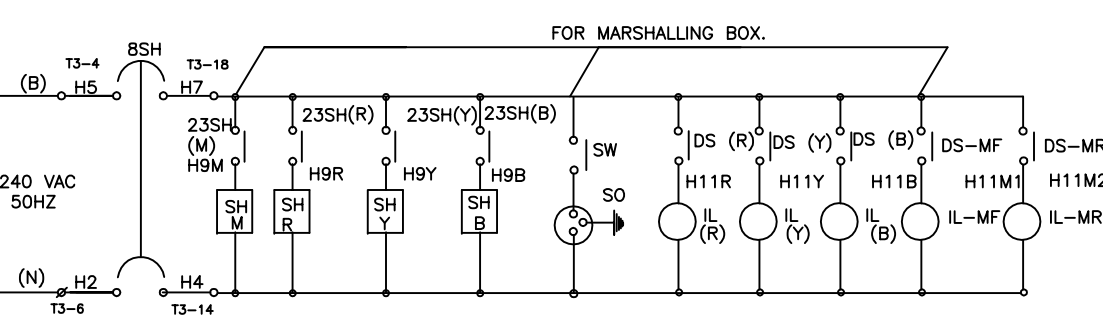 FOR MARSHALLING BOX.
8SH
T3-4
T3-18
(B)
H5
H7
23SH
(M)
H9M
23SH(R)
23SH(Y)
23SH(B)
H9R
H9Y
H9B
SW
DS (R)
DS (Y)
DS (B)
DS-MF
DS-MR
H11R
H11Y
H11B
H11M1
H11M2
240 VAC
50HZ
SH
M
SH
R
SH
Y
SH
B
SO
IL
(R)
IL
(Y)
IL
(B)
IL-MF
IL-MR
(N)
H2
H4
T3-6
T3-14